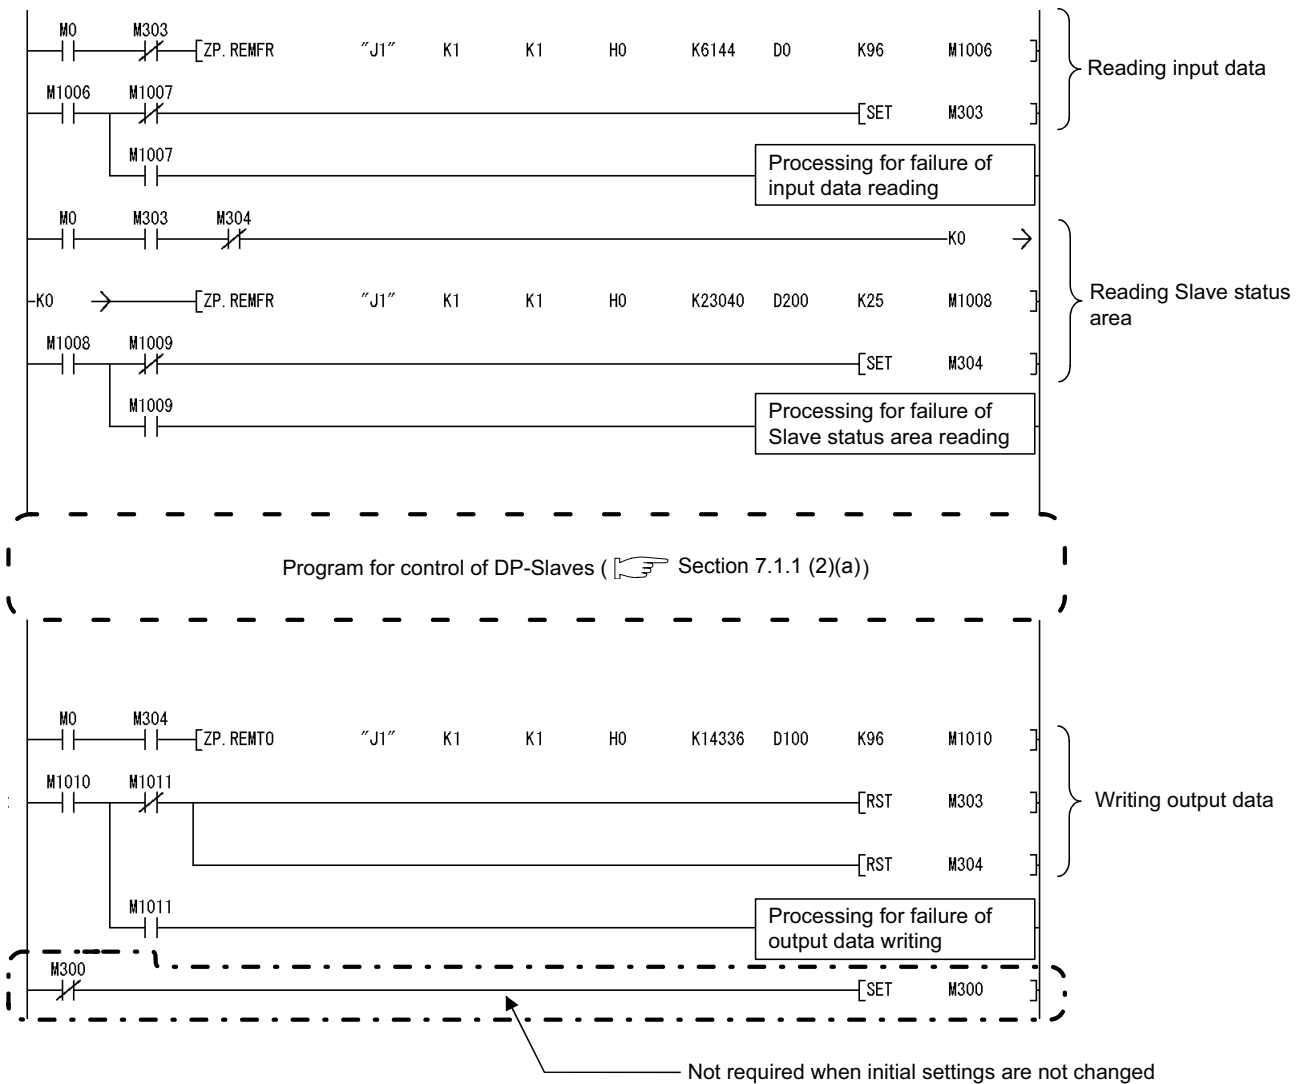 M0 M303
[ZP.REMFR "J1" K1 K1 H0 K6144 D0 K96 M1006 ]
Reading input data
M1006 M1007
[SET M303 ]
M1007
Processing for failure of
input data reading
M0 M303 M304
K0
K0 [ZP.REMFR "J1" K1 K1 H0 K23040 D200 K25 M1008 ]
Reading Slave status
area
M1008 M1009
[SET M304 ]
M1009
Processing for failure of
Slave status area reading
Program for control of DP-Slaves ( Section 7.1.1 (2)(a))
M0 M304
[ZP.REMTO "J1" K1 K1 H0 K14336 D100 K96 M1010 ]
M1010 M1011
[RST M303 ]
Writing output data
[RST M304 ]
M1011
Processing for failure of
output data writing
M300
[SET M300 ]
Not required when initial settings are not changed